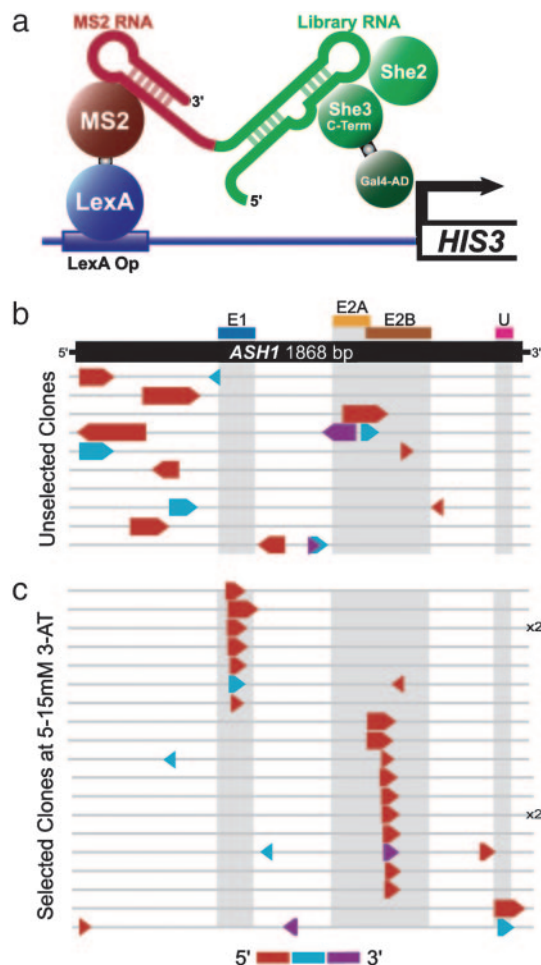 a
MS2 RNA
Library RNA
MS2
3'
She2
She3
C-Term
Gal4-AD
5'
LexA
LexA Op
HIS3
b
E1
E2A
E2B
U
5'
ASH1 1868 bp
3'
Unselected Clones
c
Selected Clones at 5-15mM 3-AT
x2
x2
5'
3'